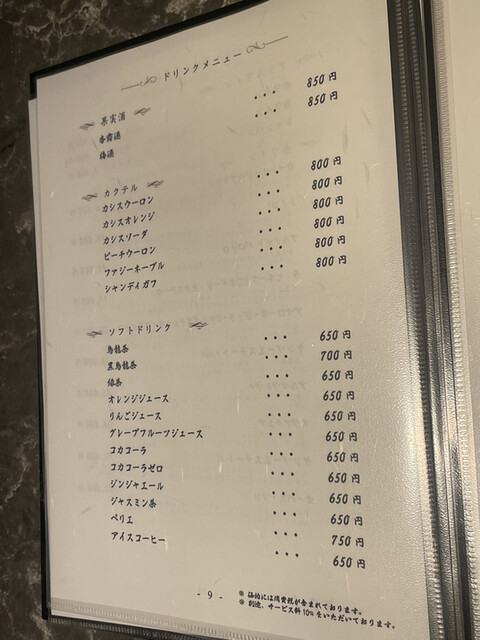 ドリンクメニュー
果実酒
杏露酒 ・・・ 850円
梅酒 ・・・ 850円
カクテル
カシスウーロン ・・・ 800円
カシスオレンジ ・・・ 800円
カシスソーダ ・・・ 800円
ピーチウーロン ・・・ 800円
ファジーネーブル ・・・ 800円
シャンディガフ ・・・ 800円
ソフトドリンク
烏龍茶 ・・・ 650円
黒烏龍茶 ・・・ 700円
緑茶 ・・・ 650円
オレンジジュース ・・・ 650円
りんごジュース ・・・ 650円
グレープフルーツジュース ・・・ 650円
コカコーラ ・・・ 650円
コカコーラゼロ ・・・ 650円
ジンジャエール ・・・ 650円
ジャスミン茶 ・・・ 650円
ペリエ ・・・ 750円
アイスコーヒー ・・・ 650円
- 9 -
※ 価格には消費税が含まれております。
※ 別途、サービス料10%をいただいております。